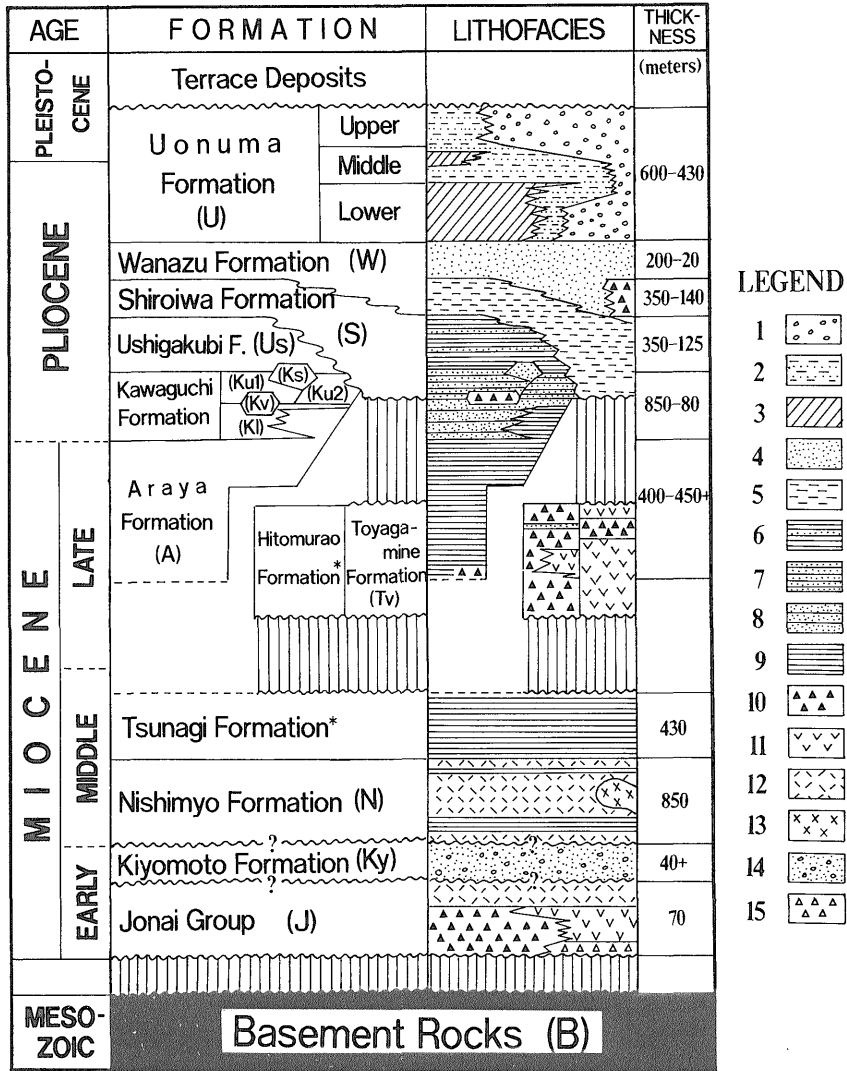 AGE
FORMATION
LITHOFACIES
THICK-
NESS
(meters)
PLEISTO-
CENE
Terrace Deposits
Uonuma
Formation
(U)
Upper
Middle
Lower
600-430
PLIOCENE
Wanazu Formation (W)
200-20
Shiroiwa Formation
(S)
350-140
Ushigakubi F. (Us)
350-125
Kawaguchi
Formation
(Ku1)
(Ks)
(Ku2)
(Kv)
(Kl)
850-80
MIOCENE
LATE
Araya
Formation
(A)
400-450+
Hitomurao
Formation*
Toyaga-
mine
Formation
(Tv)
MIDDLE
Tsunagi Formation*
430
Nishimyo Formation (N)
850
?
?
EARLY
Kiyomoto Formation (Ky)
40+
?
?
Jonai Group (J)
70
MESO-
ZOIC
Basement Rocks (B)
LEGEND
1
2
3
4
5
6
7
8
9
10
11
12
13
14
15